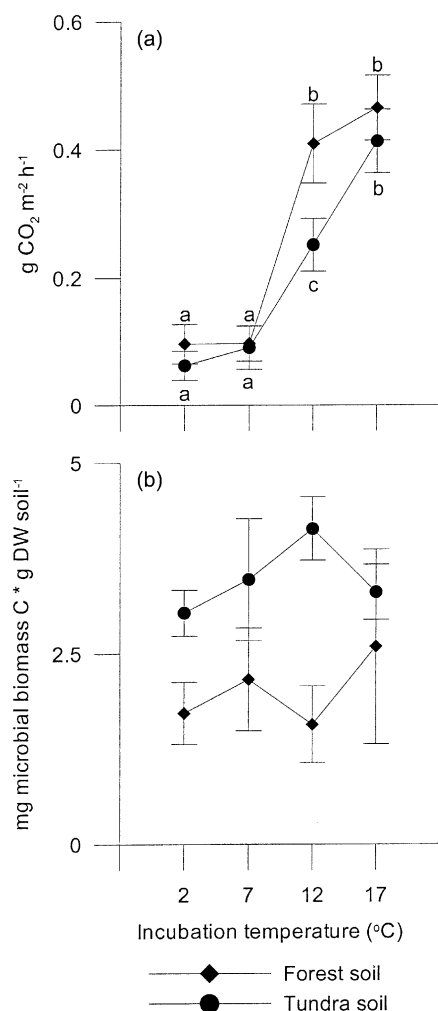 0.6
(a)
b
b
0.4
g CO₂ m⁻² h⁻¹
b
c
0.2
a
a
a
a
0
5
(b)
mg microbial biomass C * g DW soil⁻¹
2.5
0
2 7 12 17
Incubation temperature (°C)
Forest soil
Tundra soil